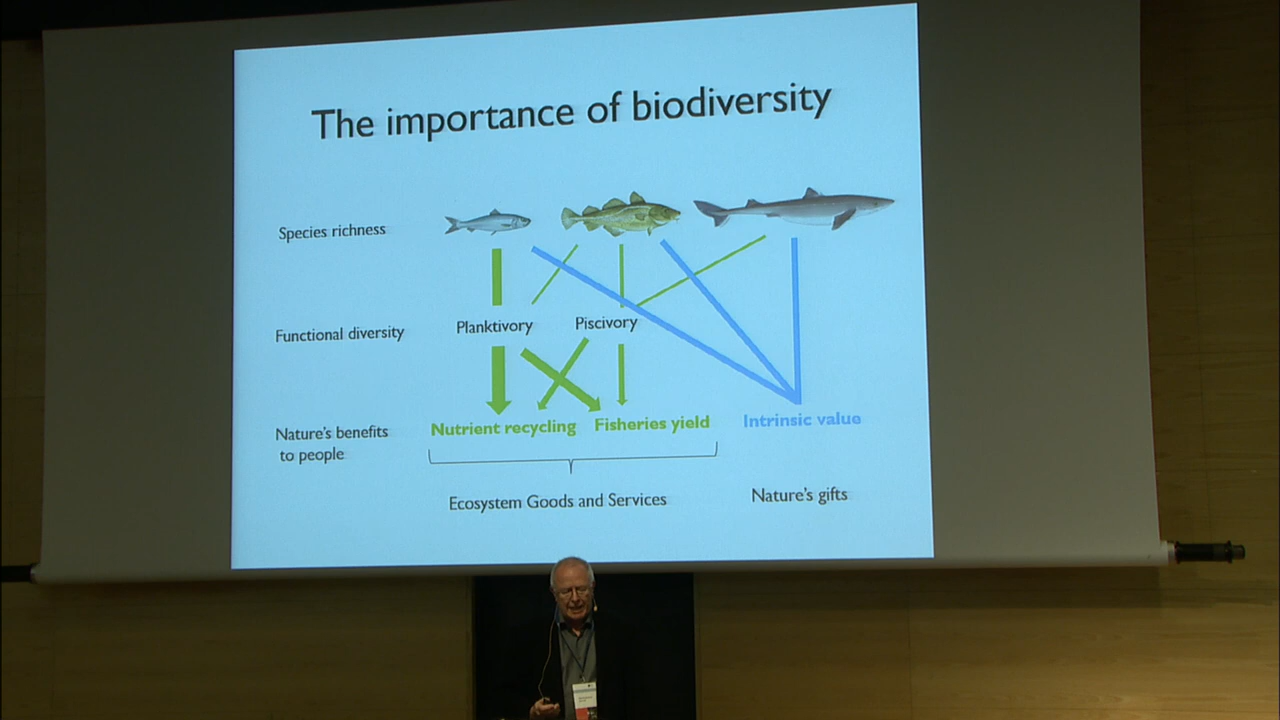 The importance of biodiversity
Species richness
Functional diversity
Planktivory
Piscivory
Nature's benefits
to people
Nutrient recycling
Fisheries yield
Intrinsic value
Ecosystem Goods and Services
Nature's gifts